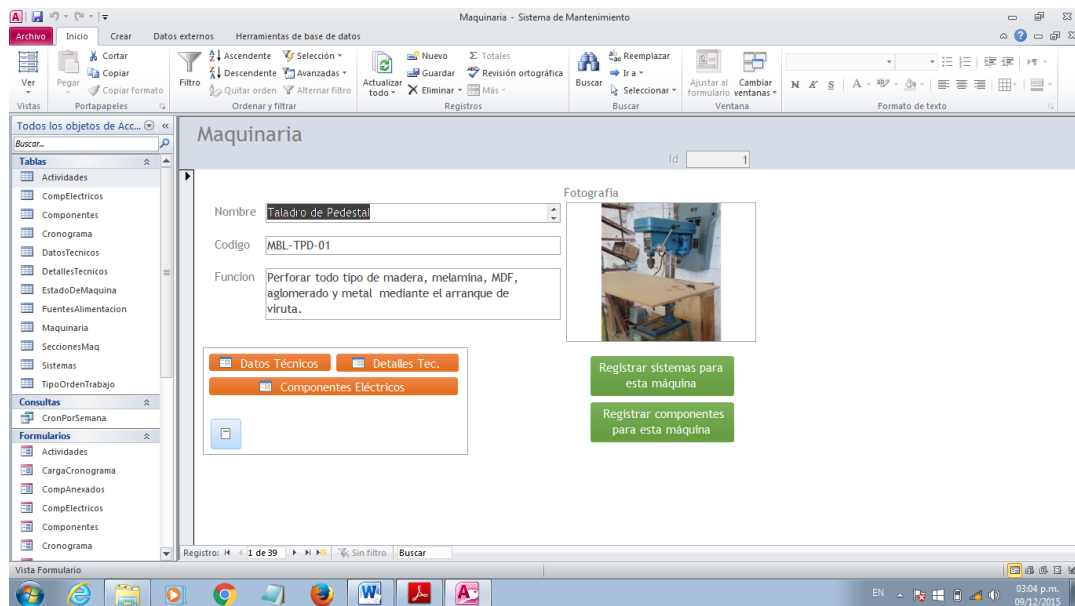 Maquinaria - Sistema de Mantenimiento
Archivo Inicio Crear Datos externos Herramientas de base de datos
Ver
Vistas
Pegar
Cortar
Copiar
Copiar formato
Portapapeles
Filtro
Ascendente
Descendente
Quitar orden
Selección
Avanzadas
Alternar filtro
Ordenar y filtrar
Actualizar
todo
Nuevo
Guardar
Eliminar
Totales
Revisión ortográfica
Más
Registros
Buscar
Reemplazar
Ir a
Seleccionar
Buscar
Ajustar al
formulario
Cambiar
ventanas
Ventana
N K S A
Formato de texto
Todos los objetos de Acc...
Buscar...
Tablas
Actividades
CompElectricos
Componentes
Cronograma
DatosTecnicos
DetallesTecnicos
EstadoDeMaquina
FuentesAlimentacion
Maquinaria
SeccionesMaq
Sistemas
TipoOrdenTrabajo
Consultas
CronPorSemana
Formularios
Actividades
CargaCronograma
CompAnexados
CompElectricos
Componentes
Cronograma
Maquinaria
Id 1
Nombre Taladro de Pedestal
Codigo MBL-TPD-01
Funcion Perforar todo tipo de madera, melamina, MDF,
aglomerado y metal mediante el arranque de
viruta.
Fotografia
Datos Técnicos Detalles Tec.
Componentes Eléctricos
Registrar sistemas para
esta máquina
Registrar componentes
para esta máquina
Registro: 1 de 39 Sin filtro Buscar
Vista Formulario
EN 03:04 p.m.
09/12/2015